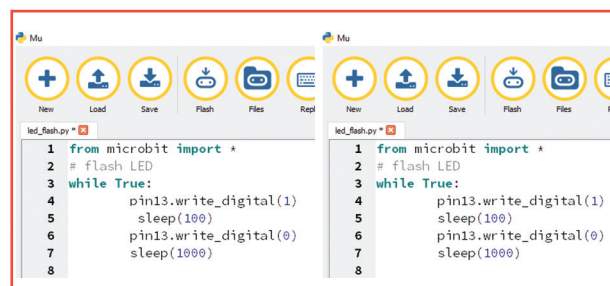 Mu
New Load Save Flash Files Repl
led_flash.py *
1 from microbit import *
2 # flash LED
3 while True:
4         pin13.write_digital(1)
5          sleep(100)
6         pin13.write_digital(0)
7         sleep(1000)
8
Mu
New Load Save Flash Files
led_flash.py *
1 from microbit import *
2 # flash LED
3 while True:
4         pin13.write_digital(1)
5         sleep(100)
6         pin13.write_digital(0)
7         sleep(1000)
8